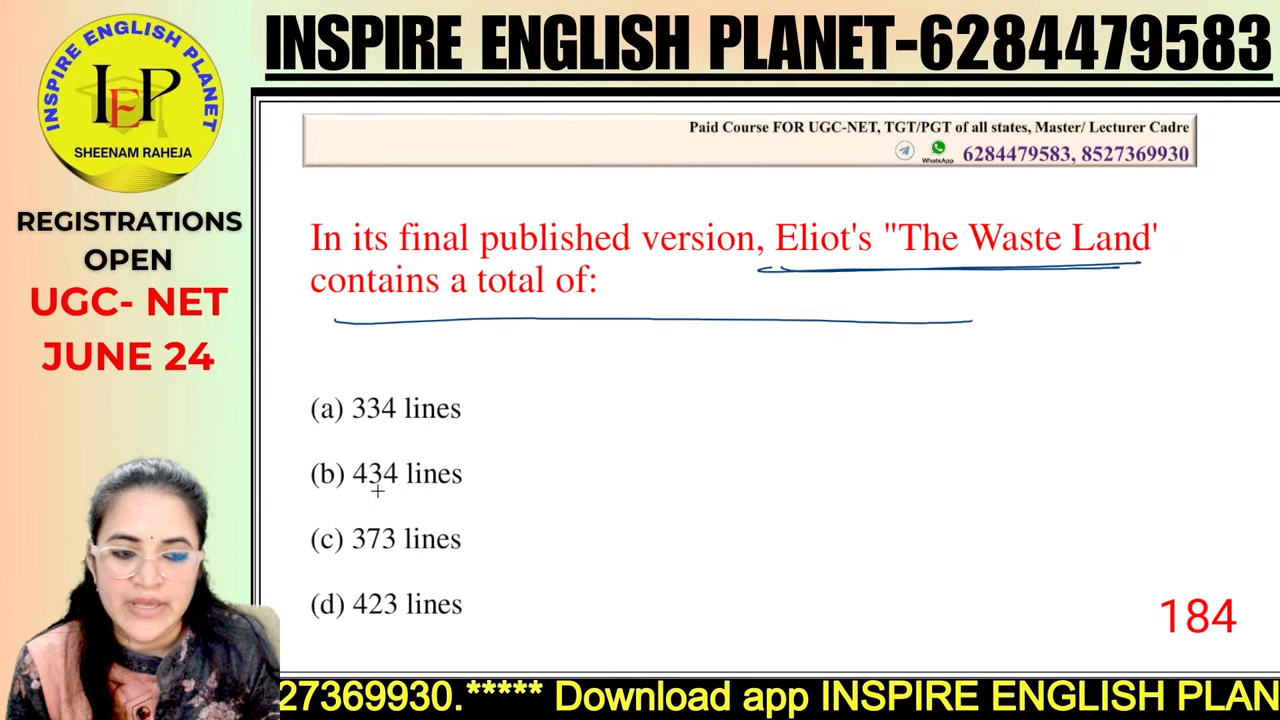 INSPIRE ENGLISH PLANET-6284479583
INSPIRE ENGLISH PLANET
IEP
SHEENAM RAHEJA
Paid Course FOR UGC-NET, TGT/PGT of all states, Master/ Lecturer Cadre
WhatsApp
6284479583, 8527369930
REGISTRATIONS
OPEN
UGC- NET
JUNE 24
In its final published version, Eliot's "The Waste Land'
contains a total of:
(a) 334 lines
(b) 434 lines
(c) 373 lines
(d) 423 lines
184
27369930. ***** Download app INSPIRE ENGLISH PLAN